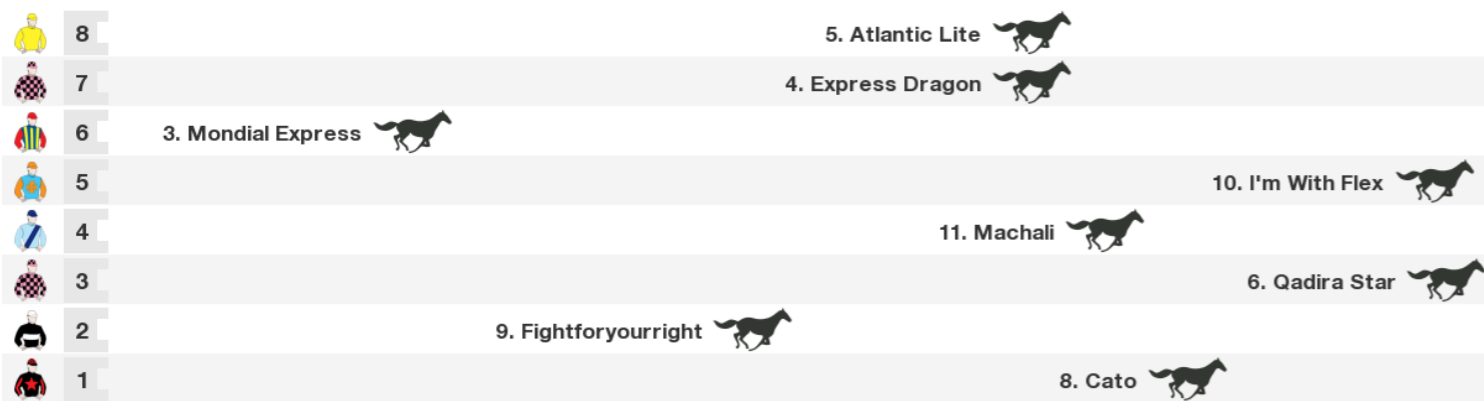 8 5. Atlantic Lite
7 4. Express Dragon
6 3. Mondial Express
5 10. I'm With Flex
4 11. Machali
3 6. Qadira Star
2 9. Fightforyourright
1 8. Cato